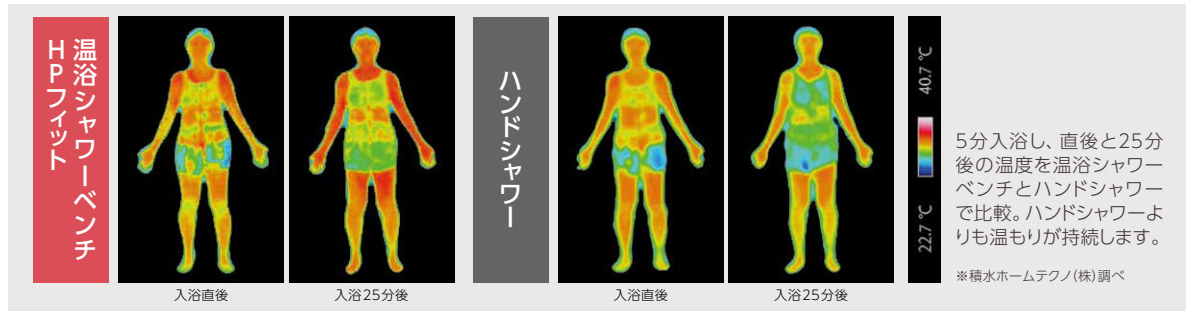 温浴シャワーベンチ
HPフィット
入浴直後
入浴25分後
ハンドシャワー
入浴直後
入浴25分後
40.7 ℃
22.7 ℃
5分入浴し、直後と25分
後の温度を温浴シャワー
ベンチとハンドシャワー
で比較。ハンドシャワーよ
りも温もりが持続します。
※積水ホームテクノ(株)調べ